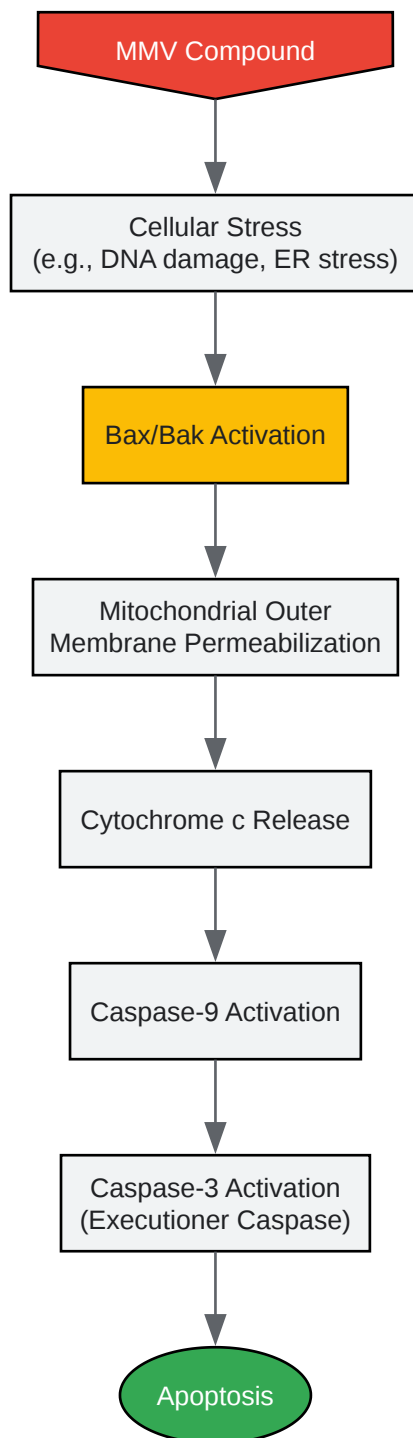 MMV Compound
Cellular Stress
(e.g., DNA damage, ER stress)
Bax/Bak Activation
Mitochondrial Outer
Membrane Permeabilization
Cytochrome c Release
Caspase-9 Activation
Caspase-3 Activation
(Executioner Caspase)
Apoptosis